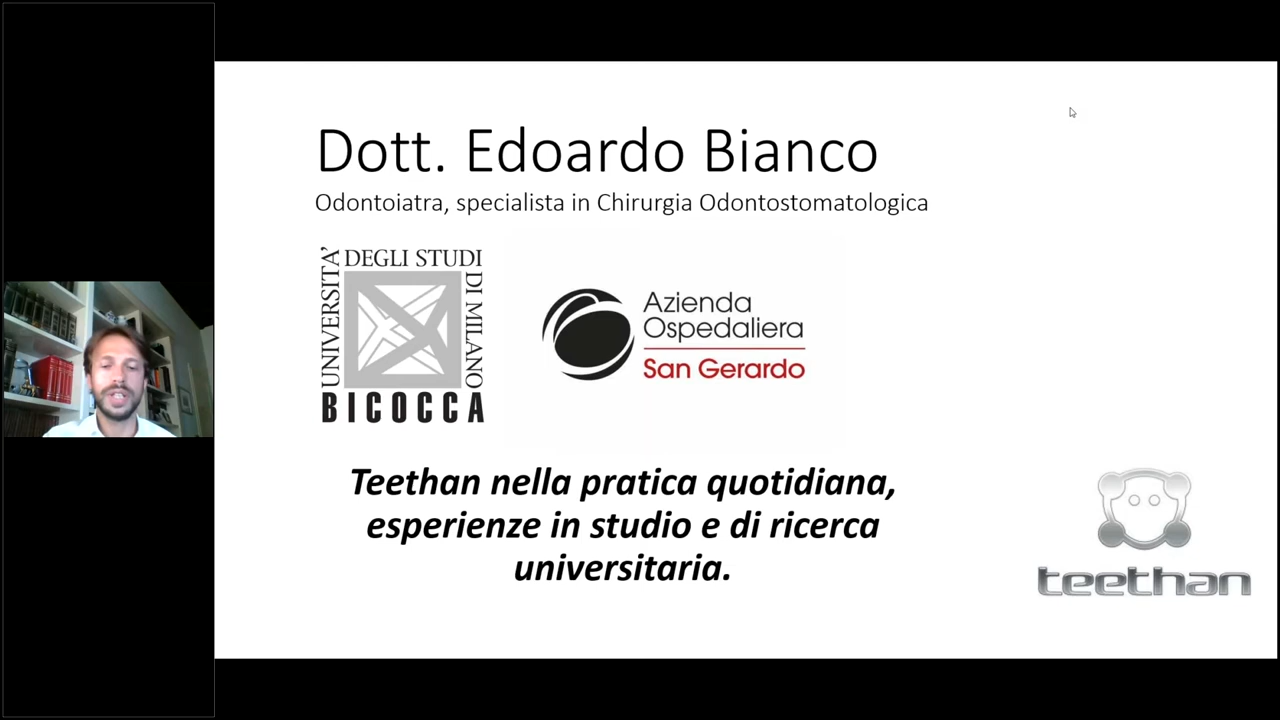 Dott. Edoardo Bianco
Odontoiatra, specialista in Chirurgia Odontostomatologica
UNIVERSITA'
DEGLI STUDI
DI MILANO
BICOCCA
Azienda
Ospedaliera
San Gerardo
Teethan nella pratica quotidiana,
esperienze in studio e di ricerca
universitaria.
teethan